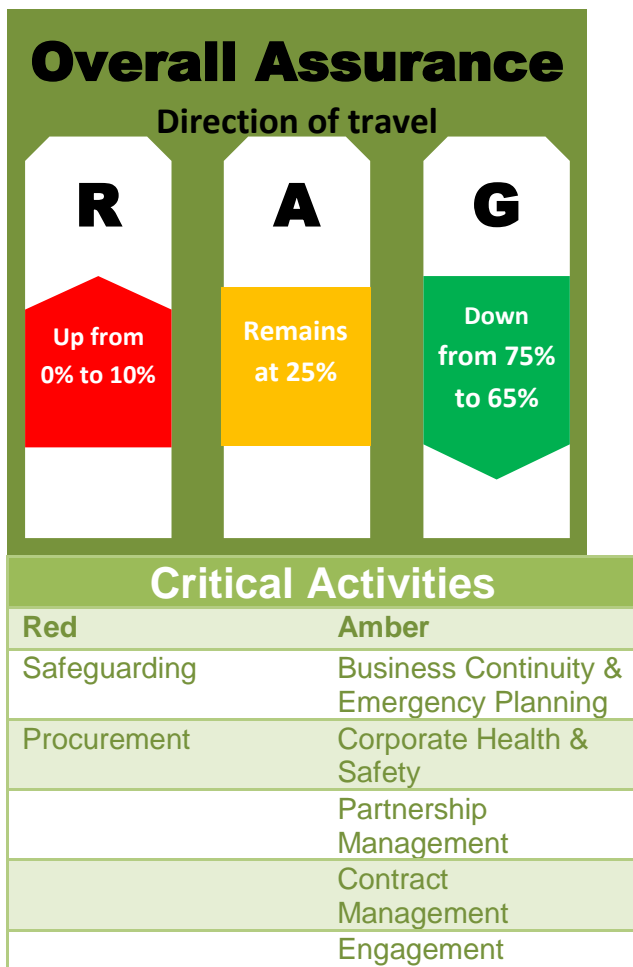 Overall Assurance
Direction of travel
R
A
G
Up from
0% to 10%
Remains
at 25%
Down
from 75%
to 65%
Critical Activities
Red
Amber
Safeguarding
Business Continuity &
Emergency Planning
Procurement
Corporate Health &
Safety
Partnership
Management
Contract
Management
Engagement